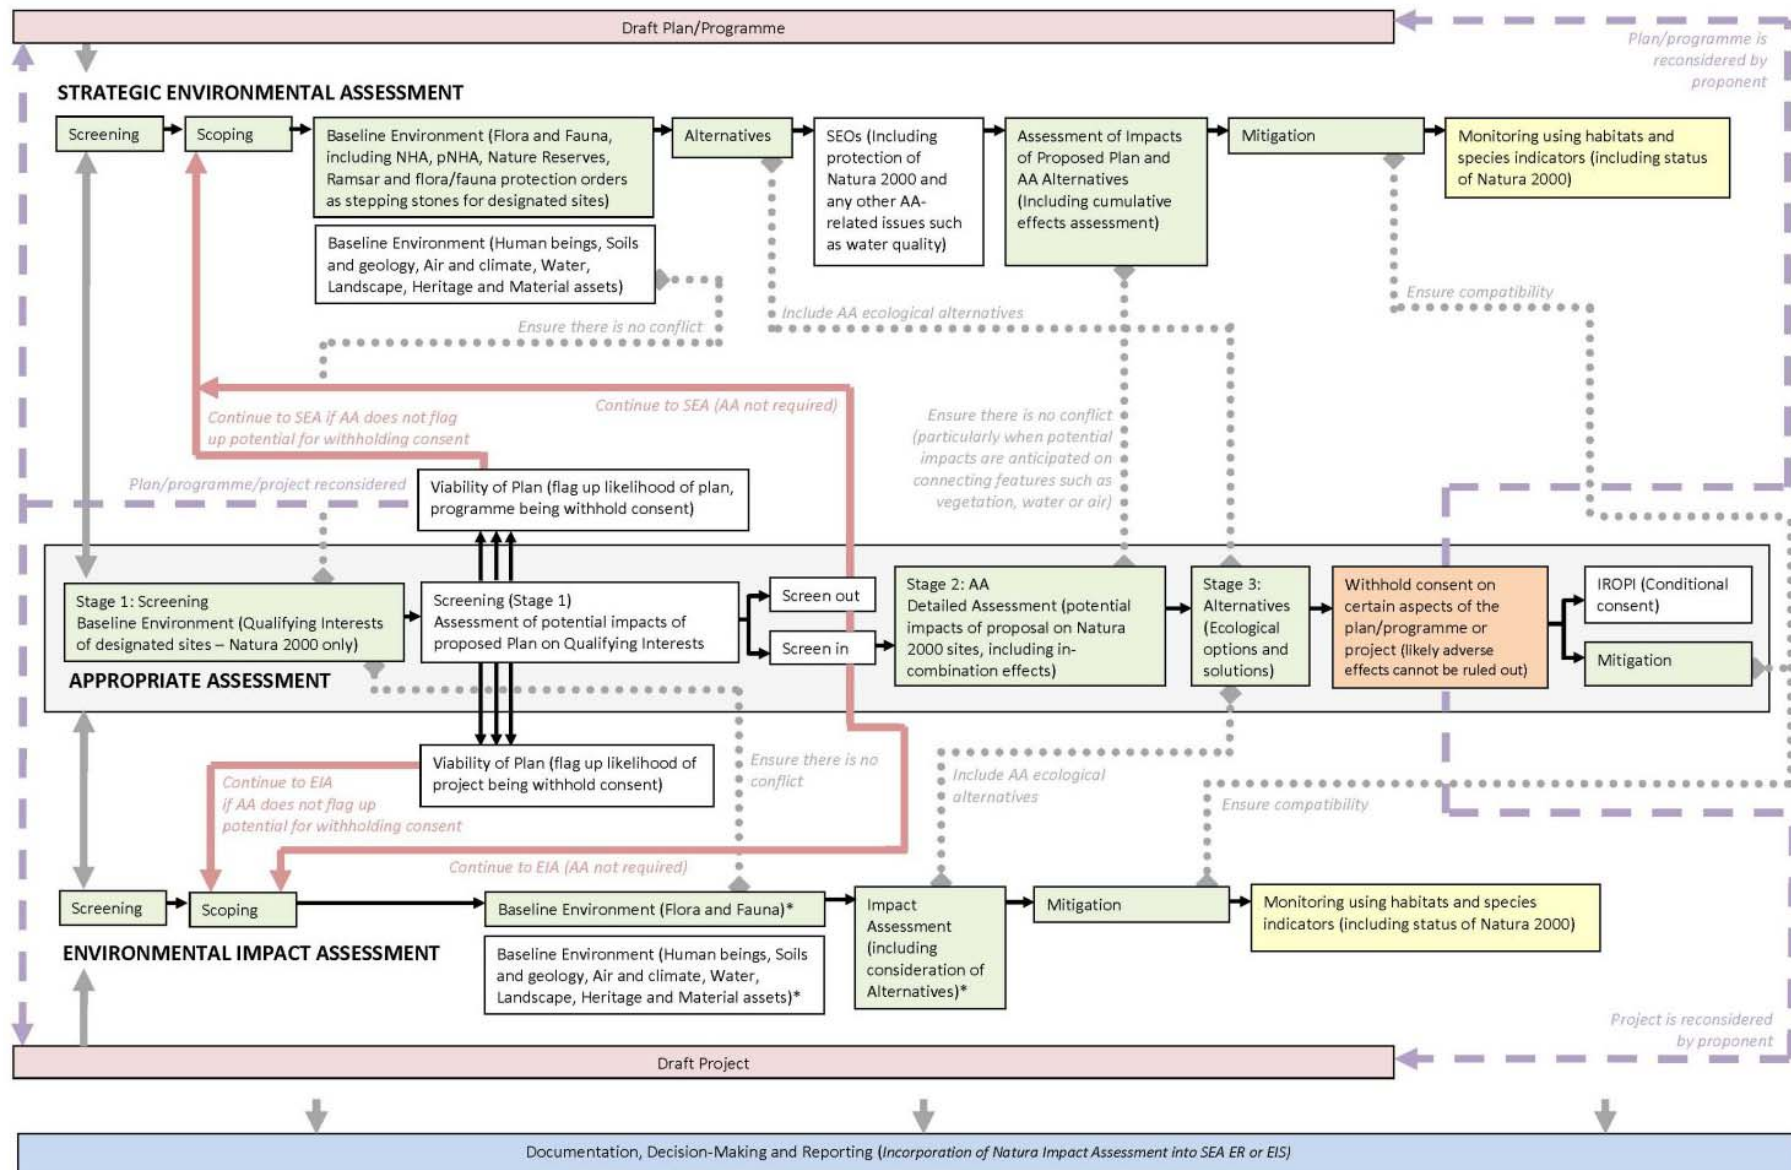 Draft Plan/Programme
Plan/programme is
reconsidered by
proponent
STRATEGIC ENVIRONMENTAL ASSESSMENT
Screening
Scoping
Baseline Environment (Flora and Fauna,
including NHA, pNHA, Nature Reserves,
Ramsar and flora/fauna protection orders
as stepping stones for designated sites)
Alternatives
SEOs (Including
protection of
Natura 2000 and
any other AA-
related issues such
as water quality)
Assessment of Impacts
of Proposed Plan and
AA Alternatives
(Including cumulative
effects assessment)
Mitigation
Monitoring using habitats and
species indicators (including status
of Natura 2000)
Baseline Environment (Human beings, Soils
and geology, Air and climate, Water,
Landscape, Heritage and Material assets)
Ensure there is no conflict
Include AA ecological alternatives
Ensure compatibility
Continue to SEA if AA does not flag
up potential for withholding consent
Continue to SEA (AA not required)
Ensure there is no conflict
(particularly when potential
impacts are anticipated on
connecting features such as
vegetation, water or air)
Plan/programme/project reconsidered
Viability of Plan (flag up likelihood of plan,
programme being withhold consent)
Stage 1: Screening
Baseline Environment (Qualifying Interests
of designated sites – Natura 2000 only)
Screening (Stage 1)
Assessment of potential impacts of
proposed Plan on Qualifying Interests
Screen out
Screen in
Stage 2: AA
Detailed Assessment (potential
impacts of proposal on Natura
2000 sites, including in-
combination effects)
Stage 3:
Alternatives
(Ecological
options and
solutions)
Withhold consent on
certain aspects of the
plan/programme or
project (likely adverse
effects cannot be ruled out)
IROPI (Conditional
consent)
Mitigation
APPROPRIATE ASSESSMENT
Viability of Plan (flag up likelihood of
project being withhold consent)
Ensure there is no
conflict
Continue to EIA
if AA does not flag up
potential for withholding consent
Include AA ecological
alternatives
Ensure compatibility
Continue to EIA (AA not required)
Screening
Scoping
Baseline Environment (Flora and Fauna)*
Impact
Assessment
(including
consideration of
Alternatives)*
Mitigation
Monitoring using habitats and species
indicators (including status of Natura 2000)
ENVIRONMENTAL IMPACT ASSESSMENT
Baseline Environment (Human beings, Soils
and geology, Air and climate, Water,
Landscape, Heritage and Material assets)*
Project is reconsidered
by proponent
Draft Project
Documentation, Decision-Making and Reporting (Incorporation of Natura Impact Assessment into SEA ER or EIS)